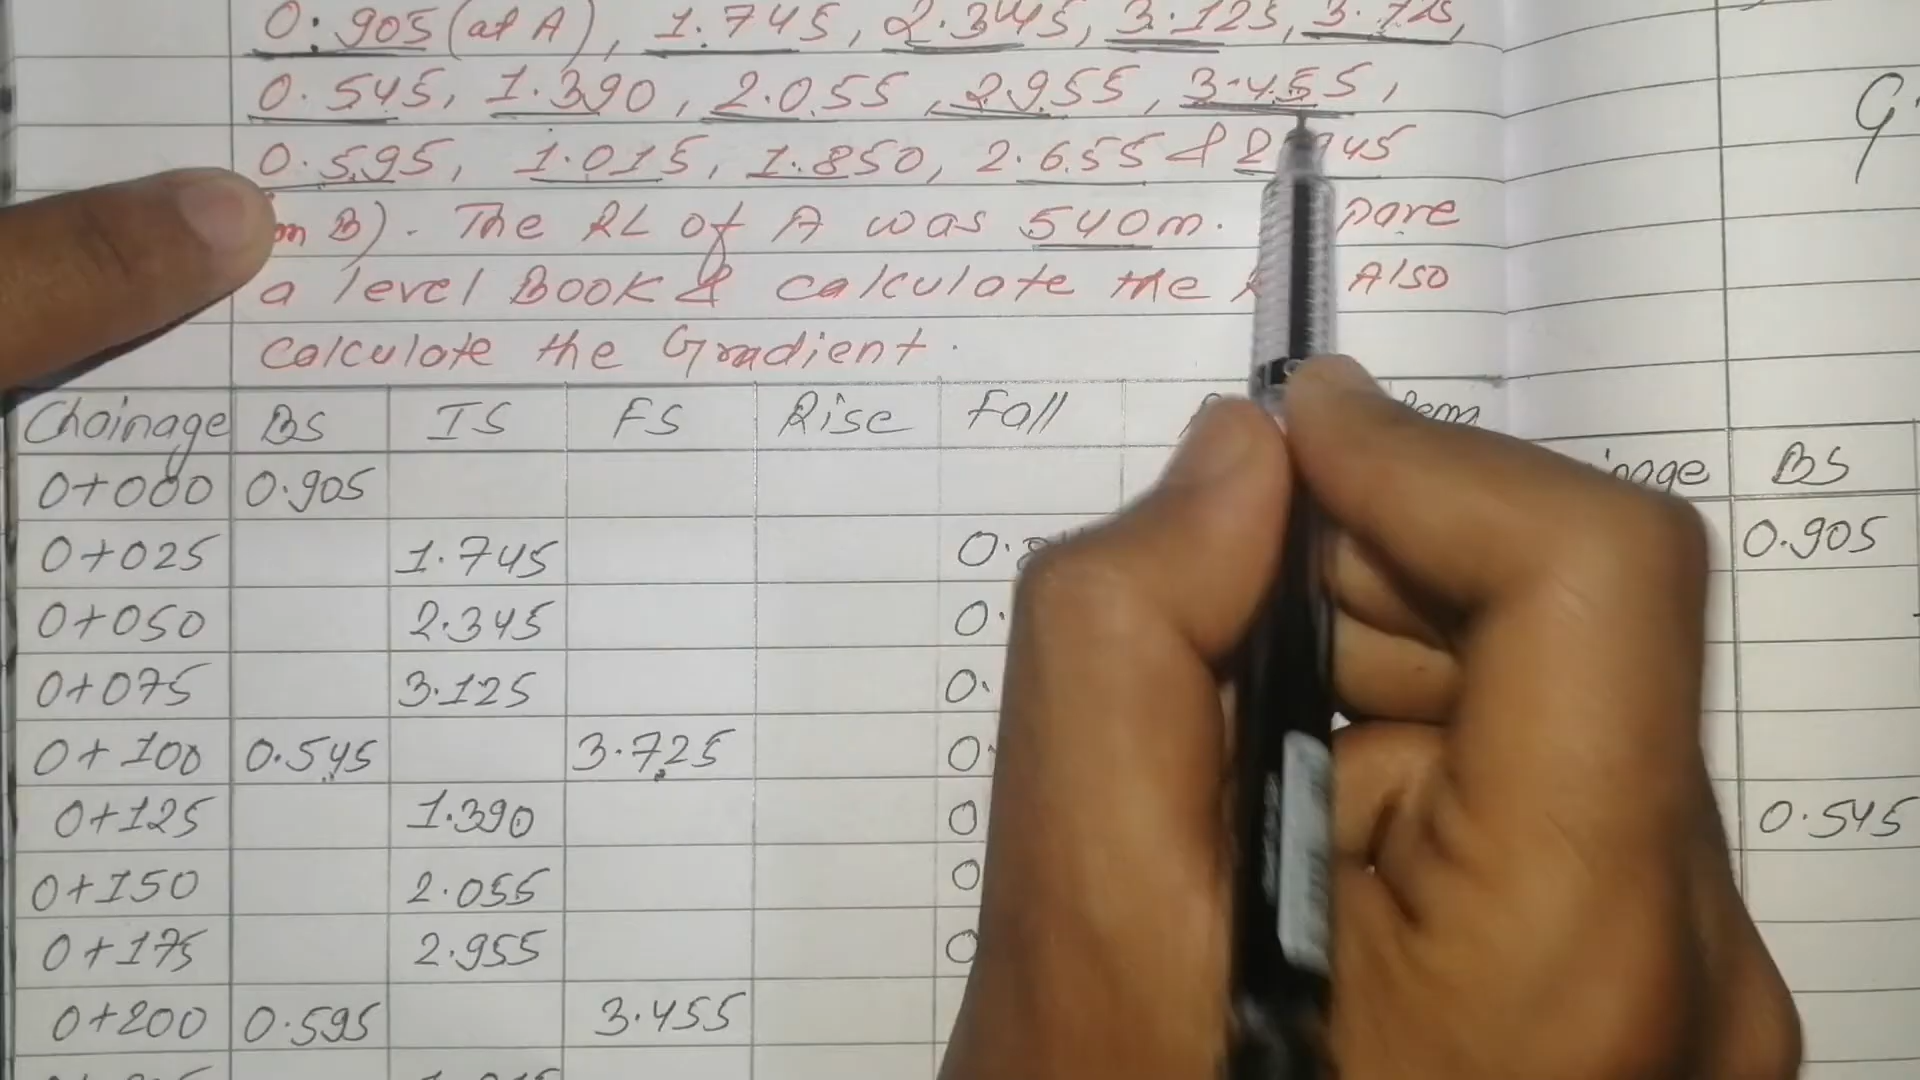 0.905 (at A), 1.745, 2.345, 3.125, 3.725,
0.545, 1.390, 2.055, 2.955, 3.455,
0.595, 1.015, 1.850, 2.655 &
B). The RL of A was 540m.
a level Book & calculate the Also
calculate the Gradient.
Chainage BS IS FS Rise Fall
0+000 0.905
0+025 1.745
0+050 2.345
0+075 3.125
0+100 0.545 3.725
0+125 1.390
0+150 2.055
0+175 2.955
0+200 0.595 3.455
BS
0.905
0.545